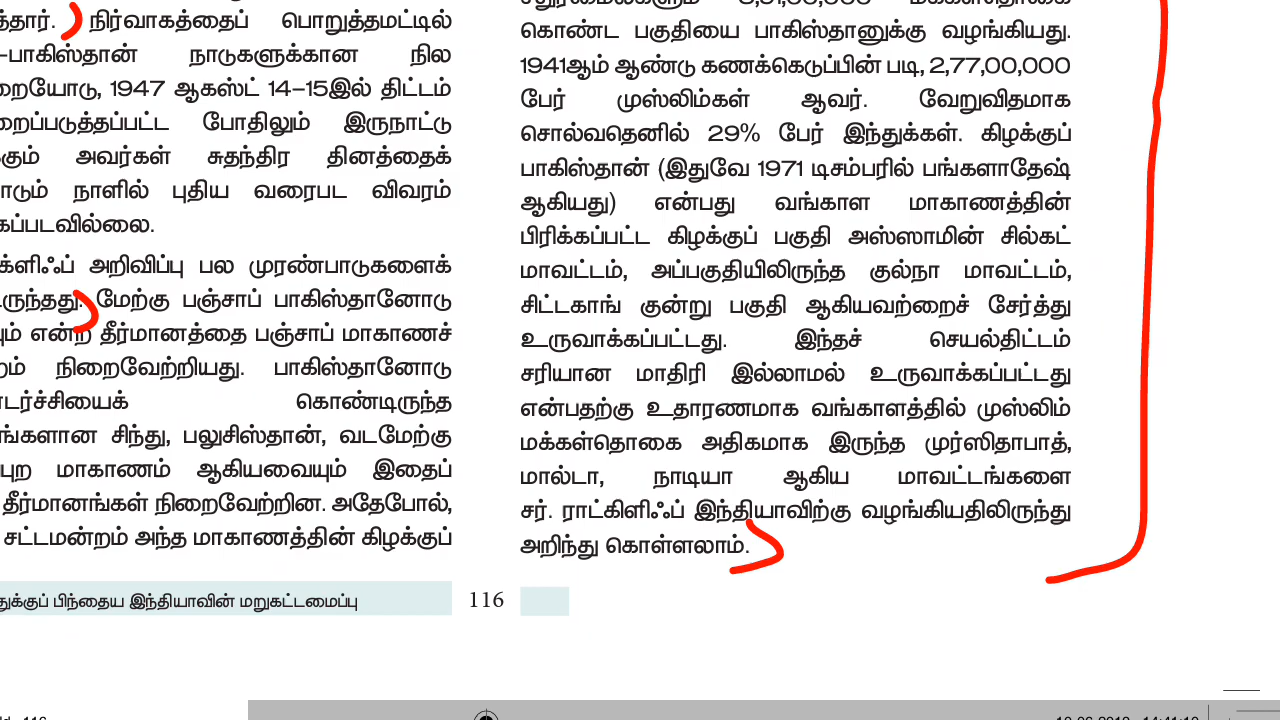 த்தார். நிர்வாகத்தைப் பொறுத்தமட்டில்
–பாகிஸ்தான் நாடுகளுக்கான நில
றையோடு, 1947 ஆகஸ்ட் 14–15இல் திட்டம்
றைப்படுத்தப்பட்ட போதிலும் இருநாட்டு
கும் அவர்கள் சுதந்திர தினத்தைக்
ாடும் நாளில் புதிய வரைபட விவரம்
கப்படவில்லை.
க்ளிஃப் அறிவிப்பு பல முரண்பாடுகளைக்
ருந்தது. மேற்கு பஞ்சாப் பாகிஸ்தானோடு
ும் என்ற தீர்மானத்தை பஞ்சாப் மாகாணச்
றம் நிறைவேற்றியது. பாகிஸ்தானோடு
டர்ச்சியைக் கொண்டிருந்த
ங்களான சிந்து, பலுசிஸ்தான், வடமேற்கு
புற மாகாணம் ஆகியவையும் இதைப்
தீர்மானங்கள் நிறைவேற்றின. அதேபோல்,
சட்டமன்றம் அந்த மாகாணத்தின் கிழக்குப்
கொண்ட பகுதியை பாகிஸ்தானுக்கு வழங்கியது.
1941ஆம் ஆண்டு கணக்கெடுப்பின் படி, 2,77,00,000
பேர் முஸ்லிம்கள் ஆவர். வேறுவிதமாக
சொல்வதெனில் 29% பேர் இந்துக்கள். கிழக்குப்
பாகிஸ்தான் (இதுவே 1971 டிசம்பரில் பங்களாதேஷ்
ஆகியது) என்பது வங்காள மாகாணத்தின்
பிரிக்கப்பட்ட கிழக்குப் பகுதி அஸ்ஸாமின் சில்கட்
மாவட்டம், அப்பகுதியிலிருந்த குல்நா மாவட்டம்,
சிட்டகாங் குன்று பகுதி ஆகியவற்றைச் சேர்த்து
உருவாக்கப்பட்டது. இந்தச் செயல்திட்டம்
சரியான மாதிரி இல்லாமல் உருவாக்கப்பட்டது
என்பதற்கு உதாரணமாக வங்காளத்தில் முஸ்லிம்
மக்கள்தொகை அதிகமாக இருந்த முர்ஸிதாபாத்,
மால்டா, நாடியா ஆகிய மாவட்டங்களை
சர். ராட்கிளிஃப் இந்தியாவிற்கு வழங்கியதிலிருந்து
அறிந்து கொள்ளலாம்.
துக்குப் பிந்தைய இந்தியாவின் மறுகட்டமைப்பு 116